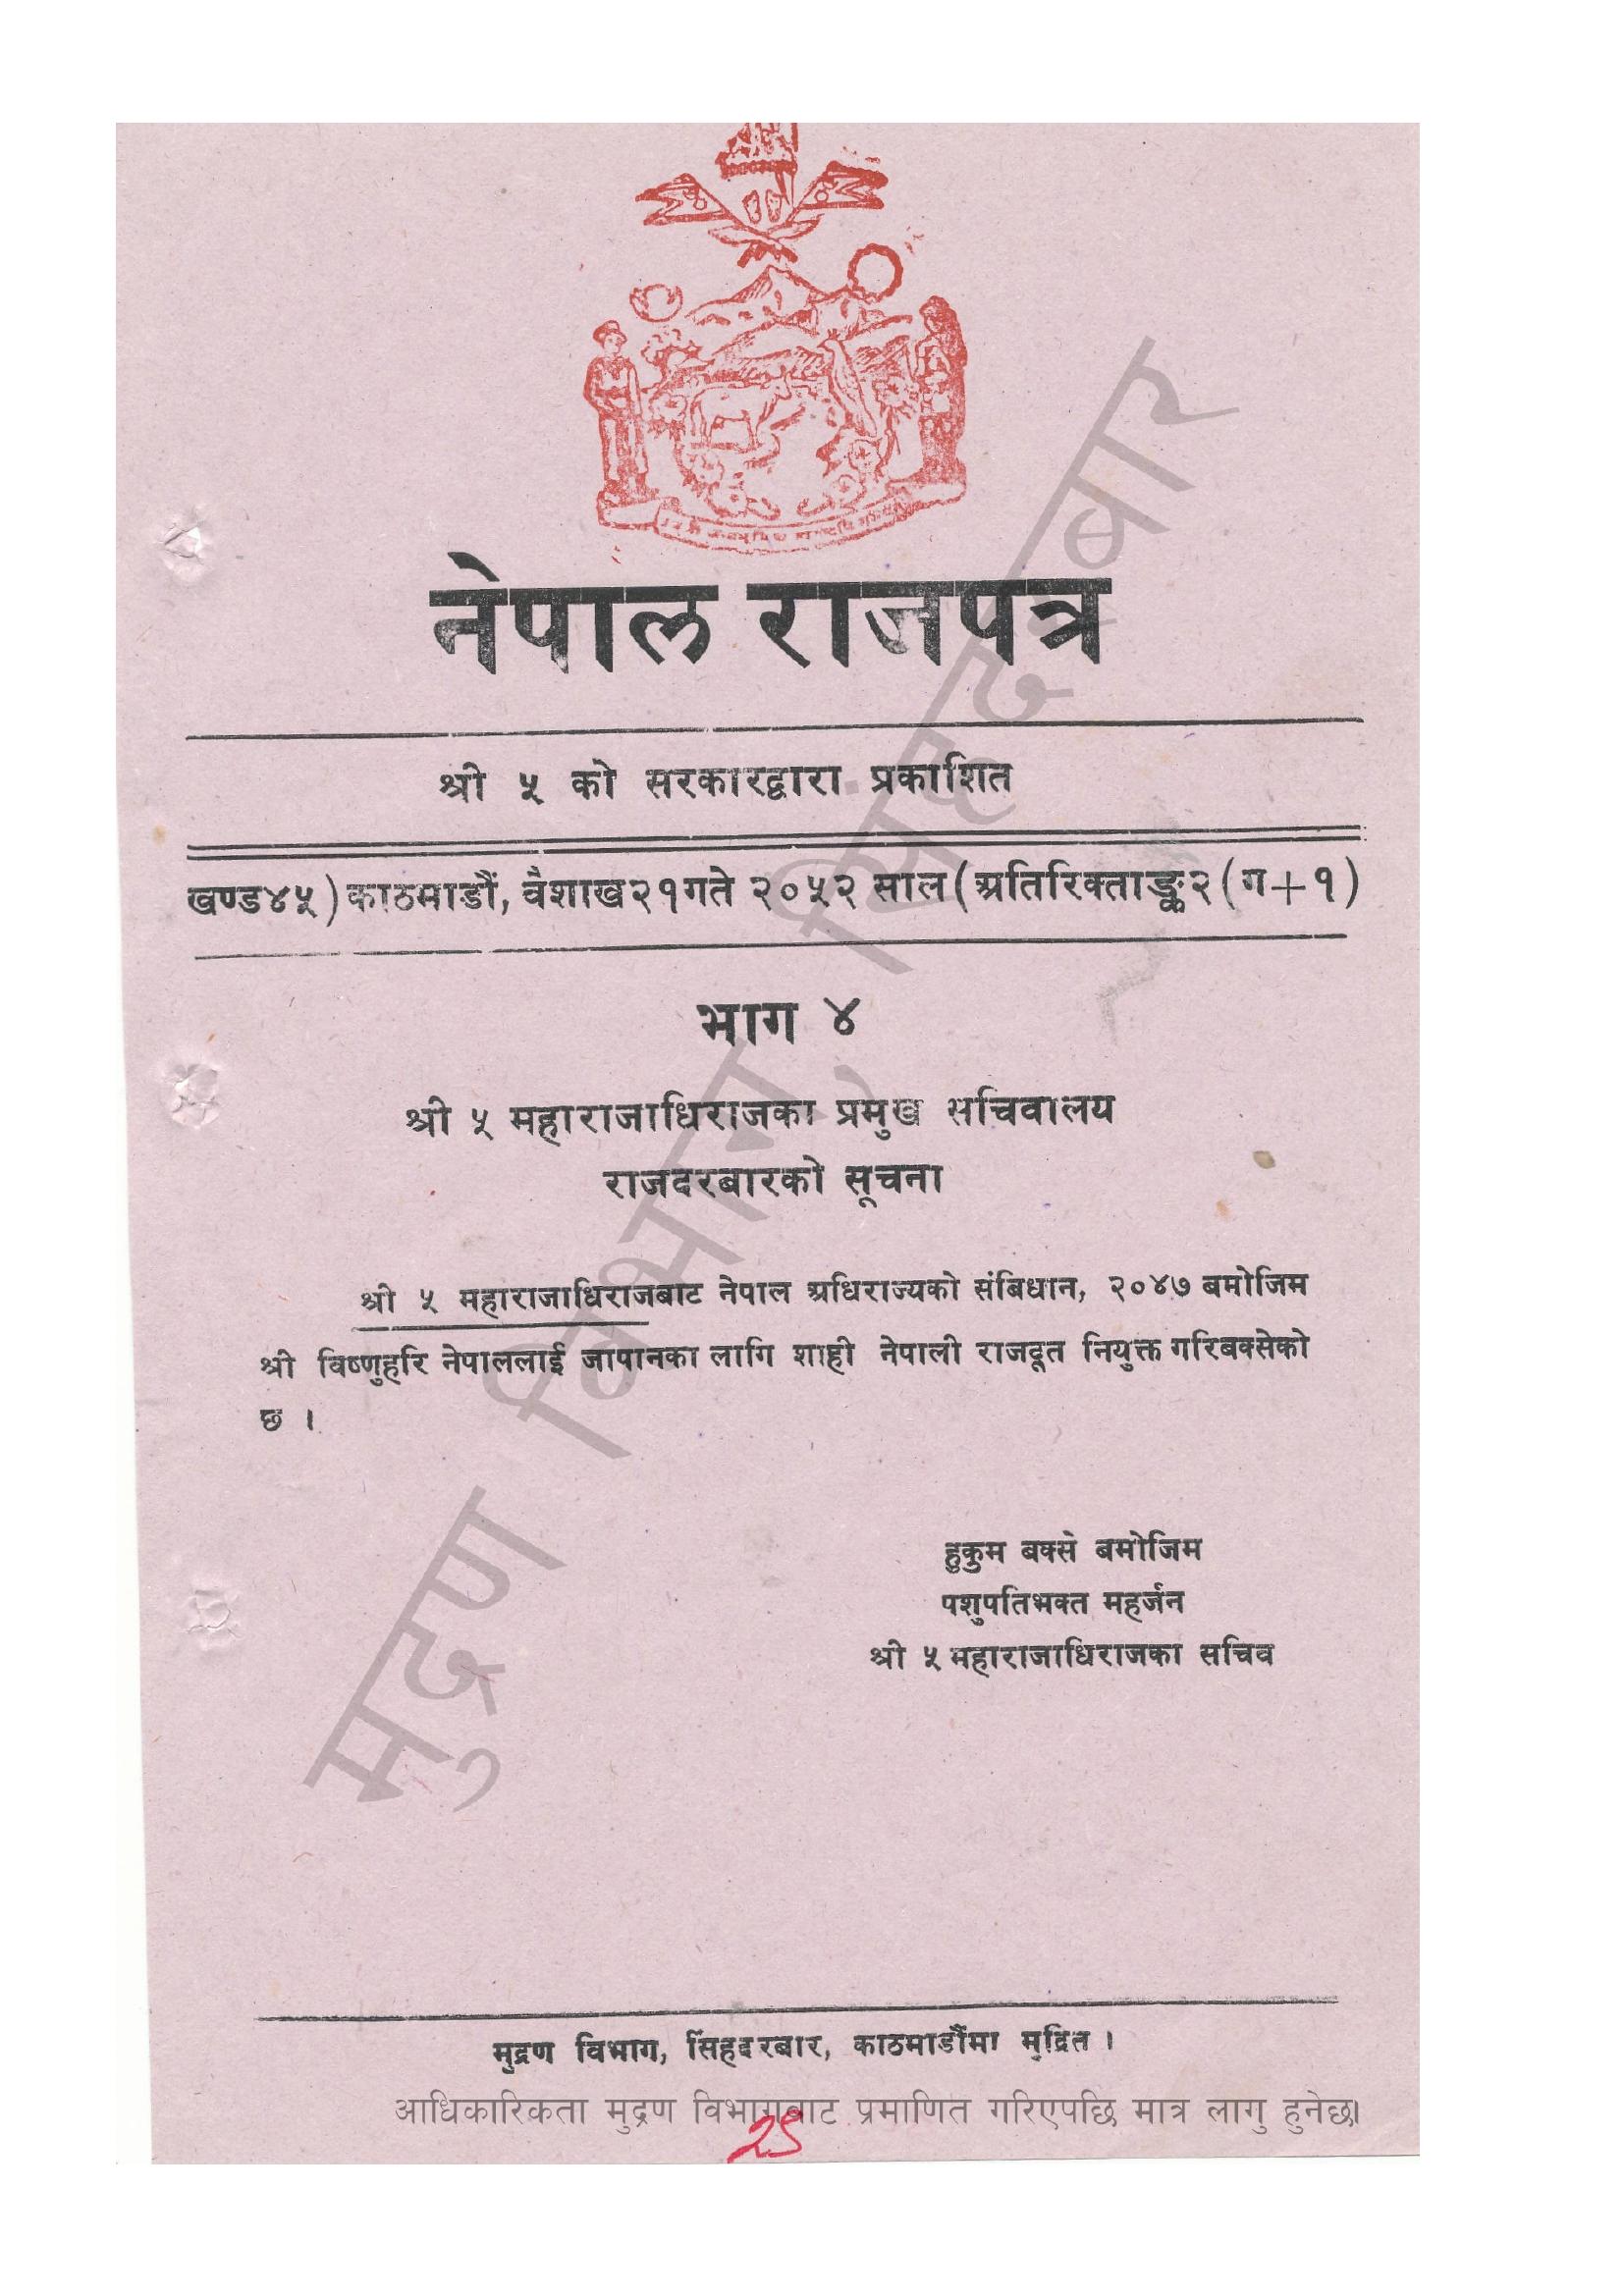 नेपाल राजपत्र
श्री ५ को सरकारद्वारा प्रकाशित
खण्ड४५) काठमाडौं, वैशाख२१गते २०५२ साल (अतिरिक्ताङ्क२(ग+१)
भाग ४
श्री ५ महाराजाधिराजका प्रमुख सचिवालय
राजदरबारको सूचना
श्री ५ महाराजाधिराजबाट नेपाल अधिराज्यको संबिधान, २०४७ बमोजिम
श्री विष्णुहरि नेपाललाई जापानका लागि शाही नेपाली राजदूत नियुक्त गरिबक्सेको
छ ।
हुकुम बक्से बमोजिम
पशुपतिभक्त महर्जन
श्री ५ महाराजाधिराजका सचिव
मुद्रण विभाग, सिंहदरबार
मुद्रण विभाग, सिंहदरबार, काठमाडौंमा मुद्रित ।
आधिकारिकता मुद्रण विभागबाट प्रमाणित गरिएपछि मात्र लागु हुनेछ।